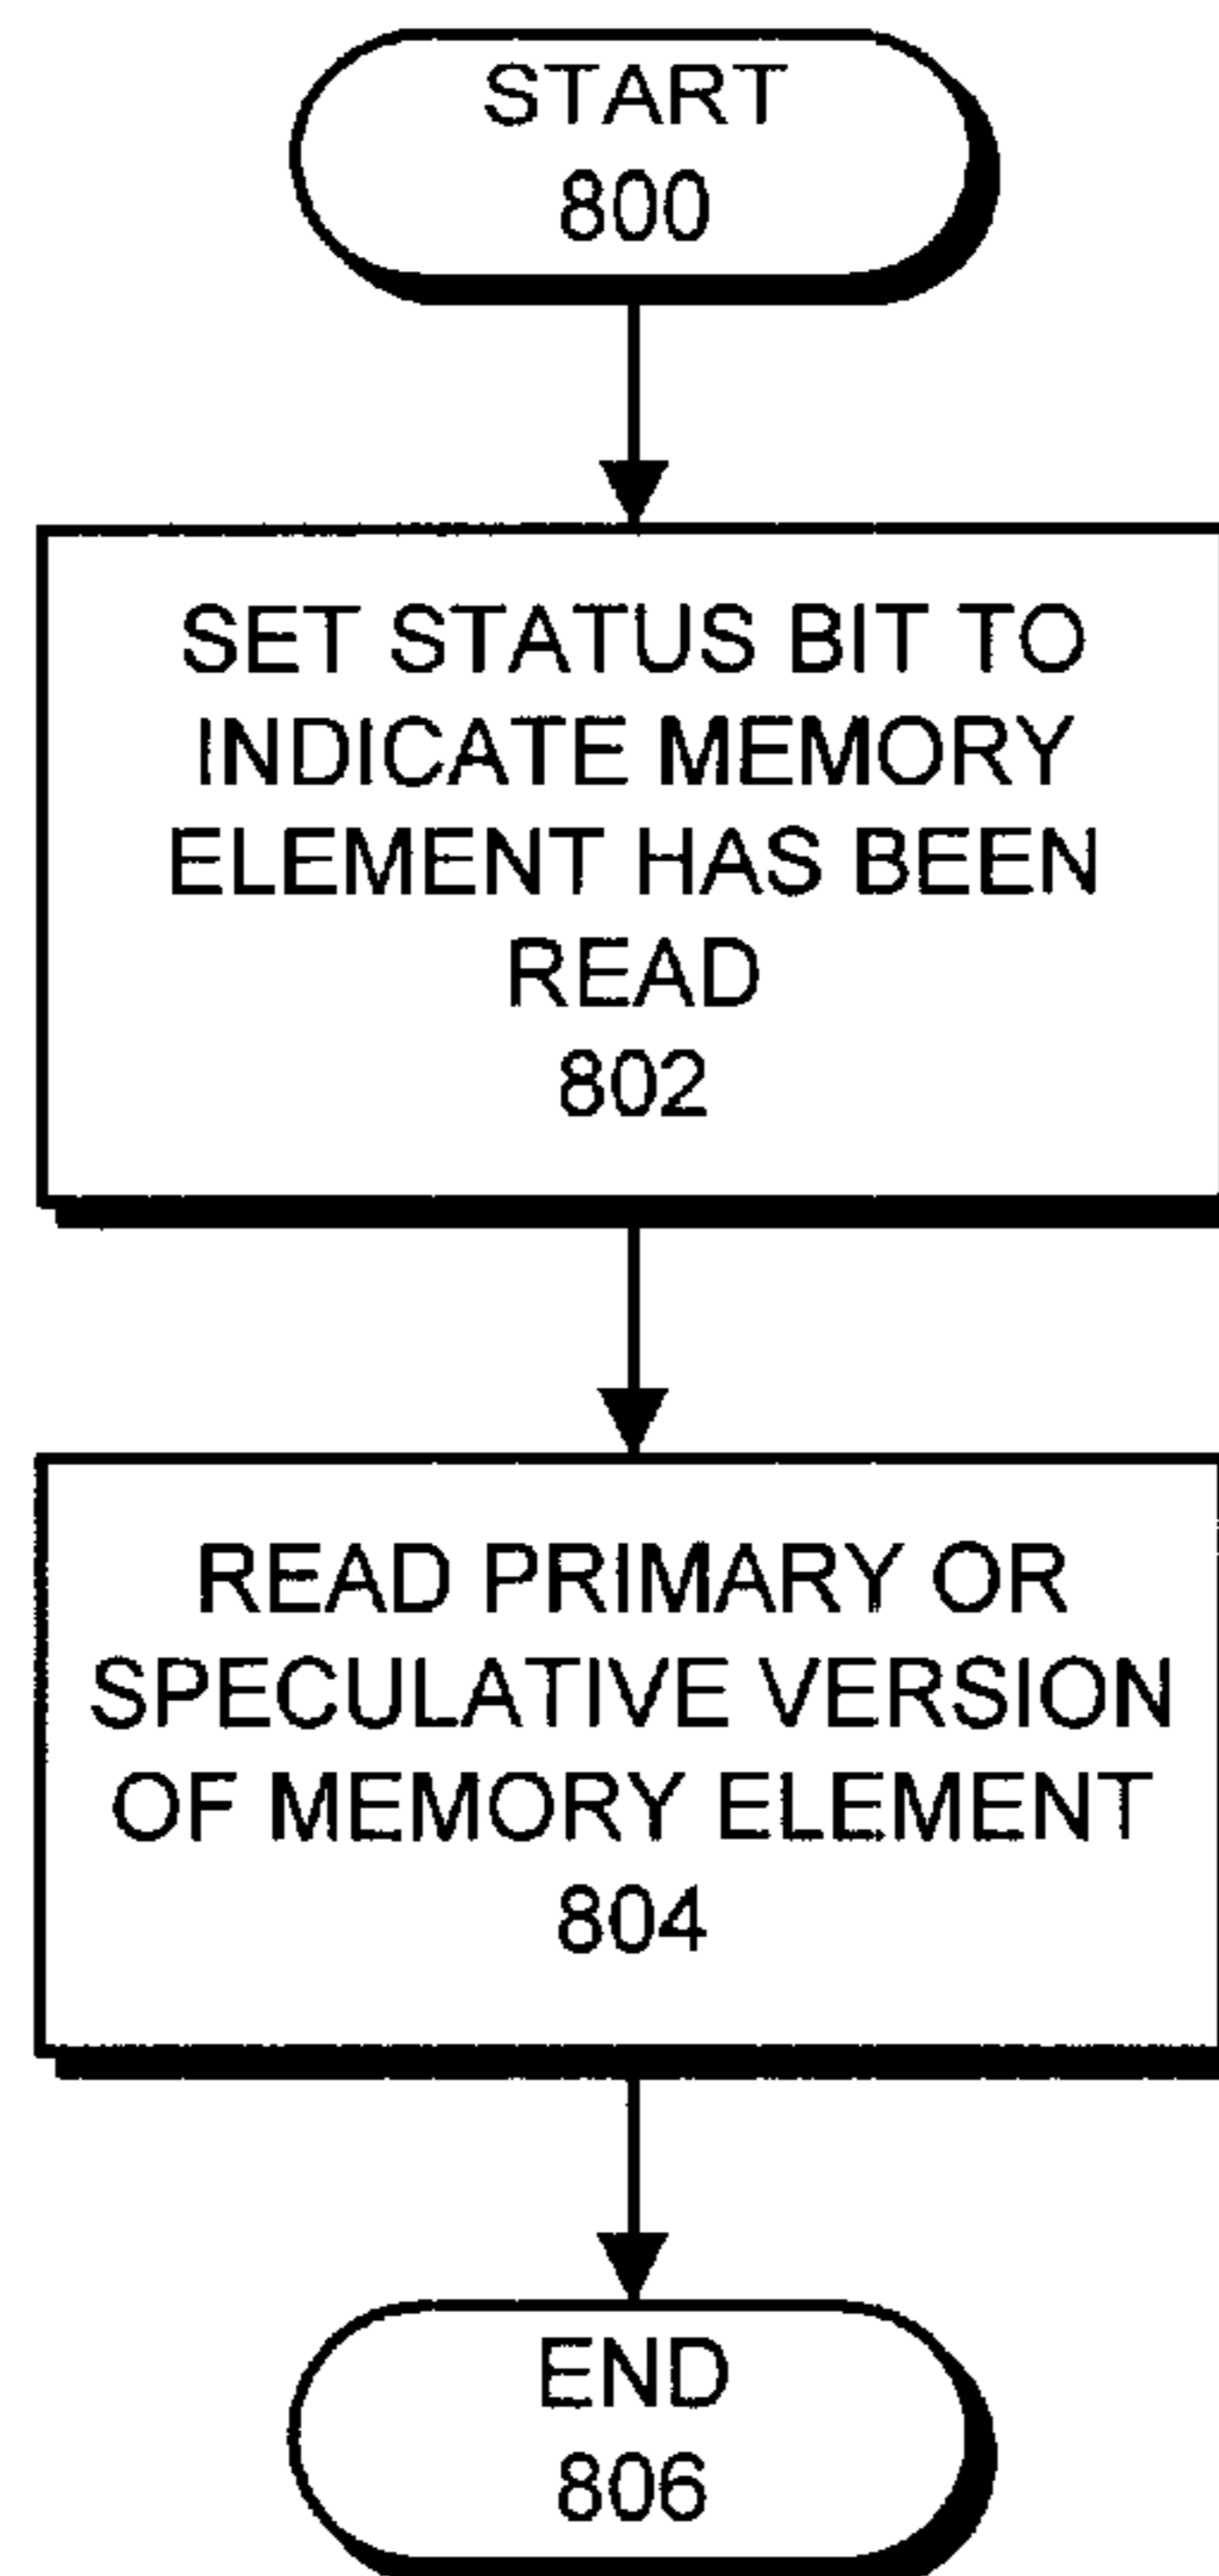 START
800
SET STATUS BIT TO
INDICATE MEMORY
ELEMENT HAS BEEN
READ
802
READ PRIMARY OR
SPECULATIVE VERSION
OF MEMORY ELEMENT
804
END
806